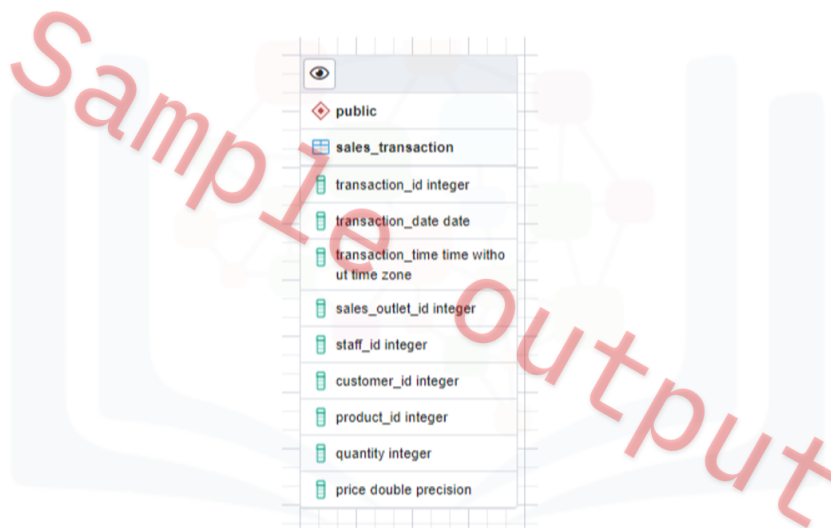 Sample output
public
sales_transaction
transaction_id integer
transaction_date date
transaction_time time witho
ut time zone
sales_outlet_id integer
staff_id integer
customer_id integer
product_id integer
quantity integer
price double precision